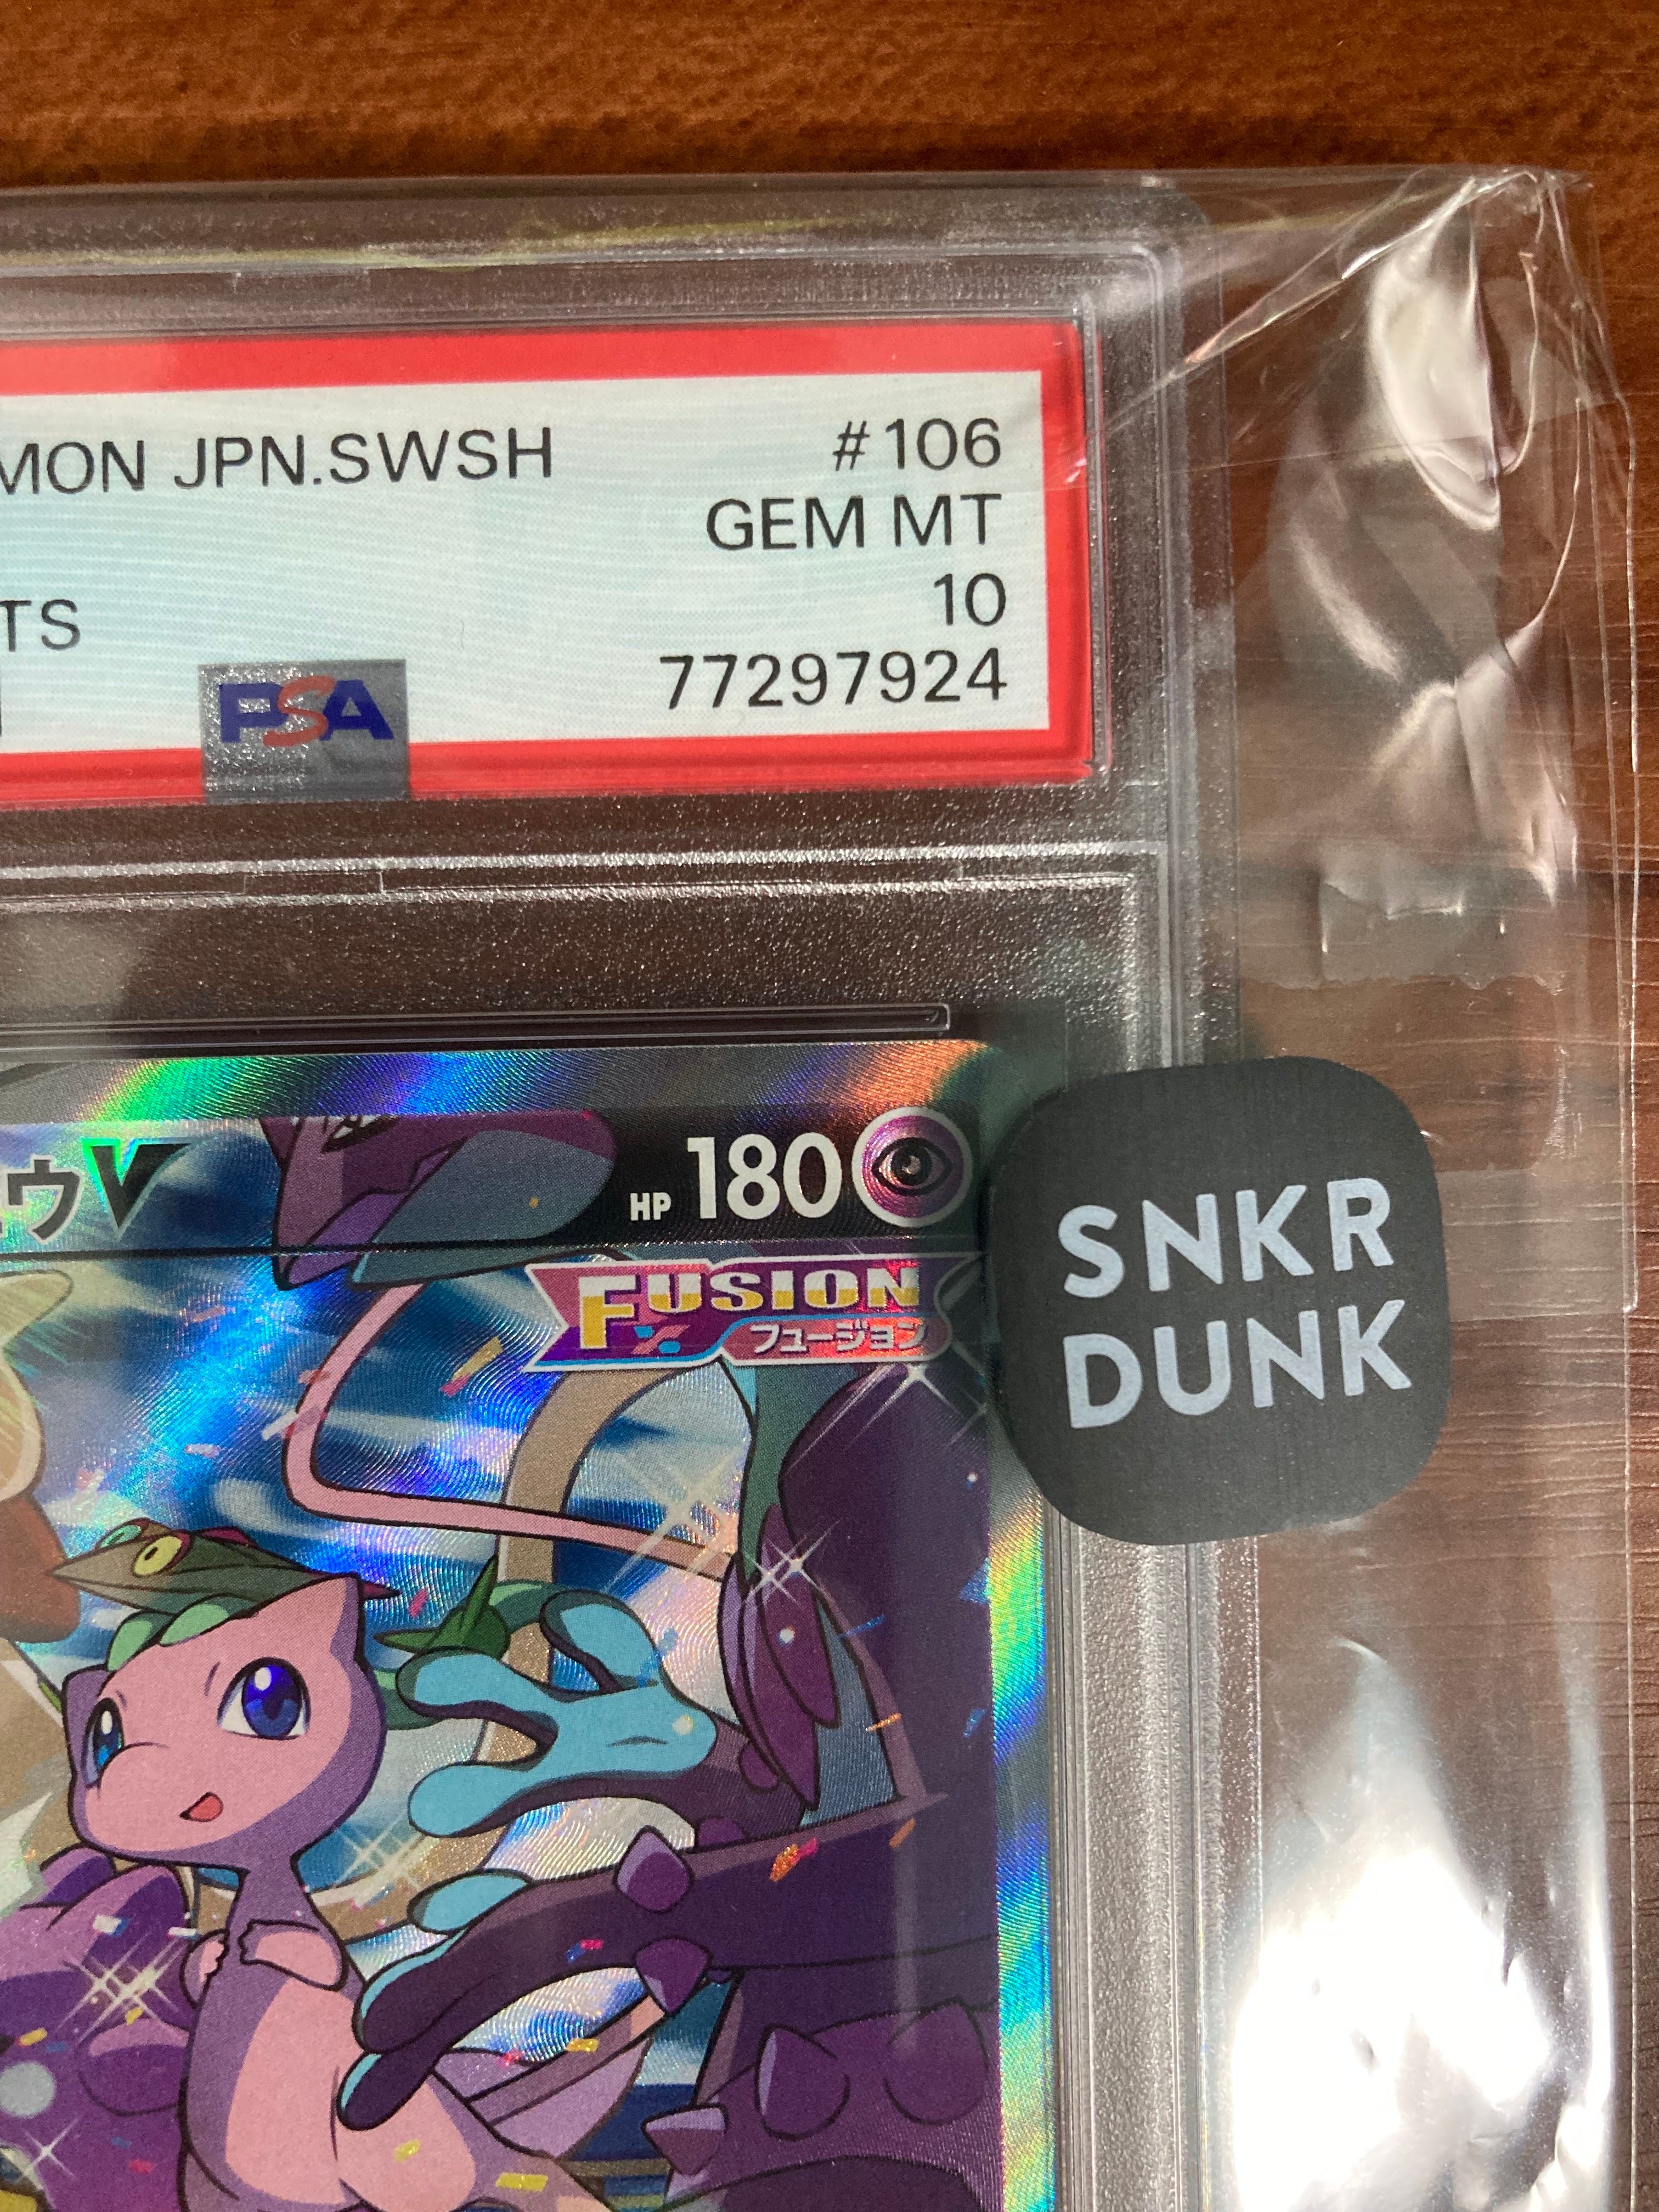 MON JPN.SWSH #106
GEM MT
TS 10
PSA 77297924
ュウV HP 180
FUSION
フュージョン
SNKR
DUNK